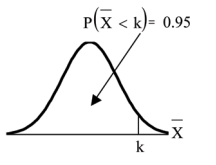 P(X̅ < k) = 0.95
X̅
k